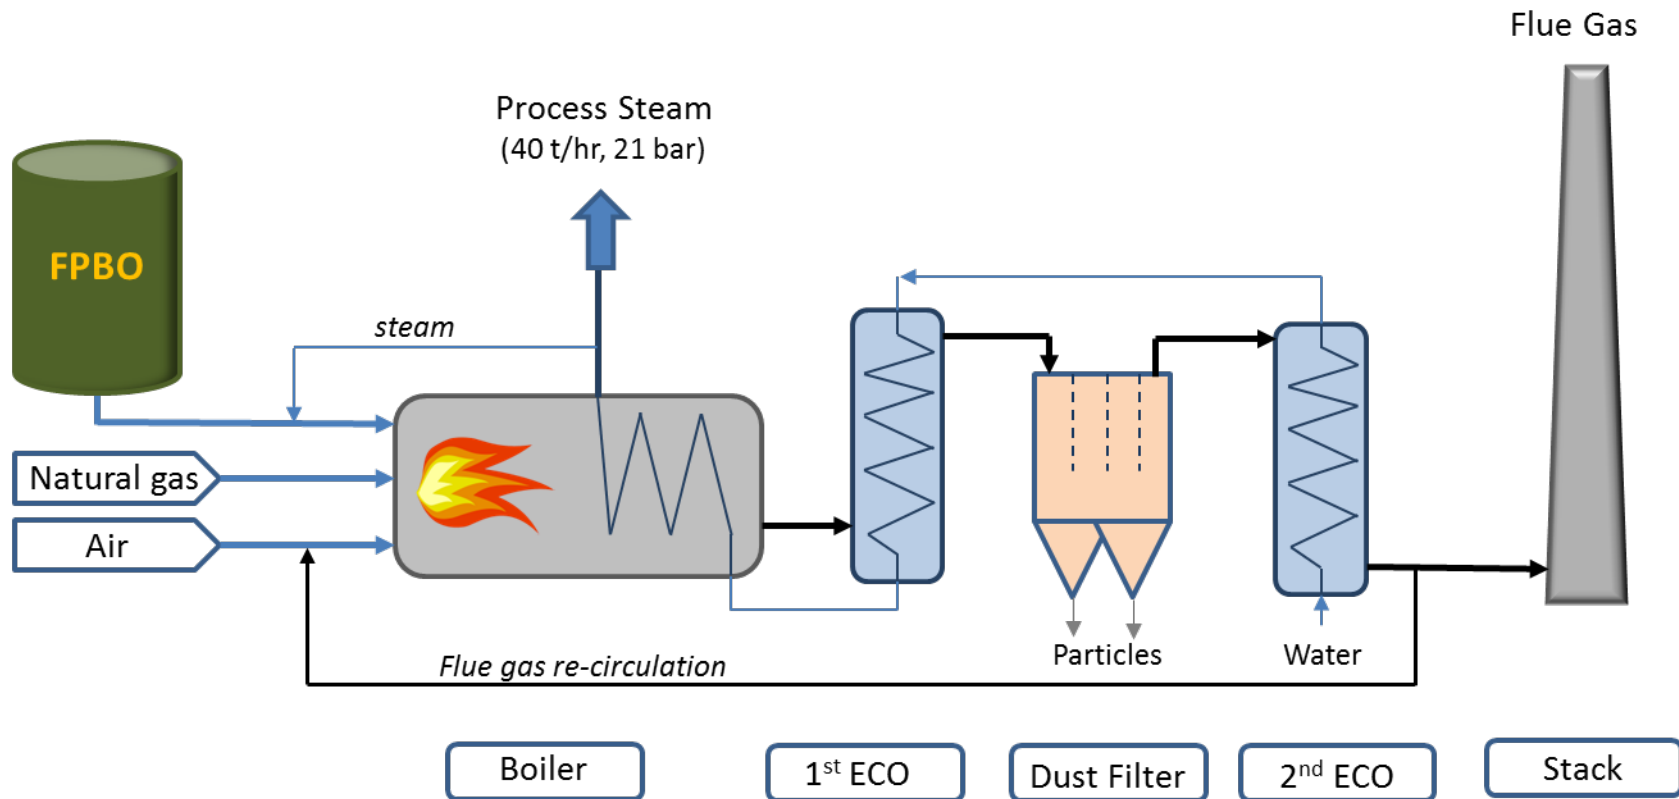 Flue Gas
Process Steam
(40 t/hr, 21 bar)
FPBO
steam
Natural gas
Air
Particles
Water
Flue gas re-circulation
Boiler
1st ECO
Dust Filter
2nd ECO
Stack